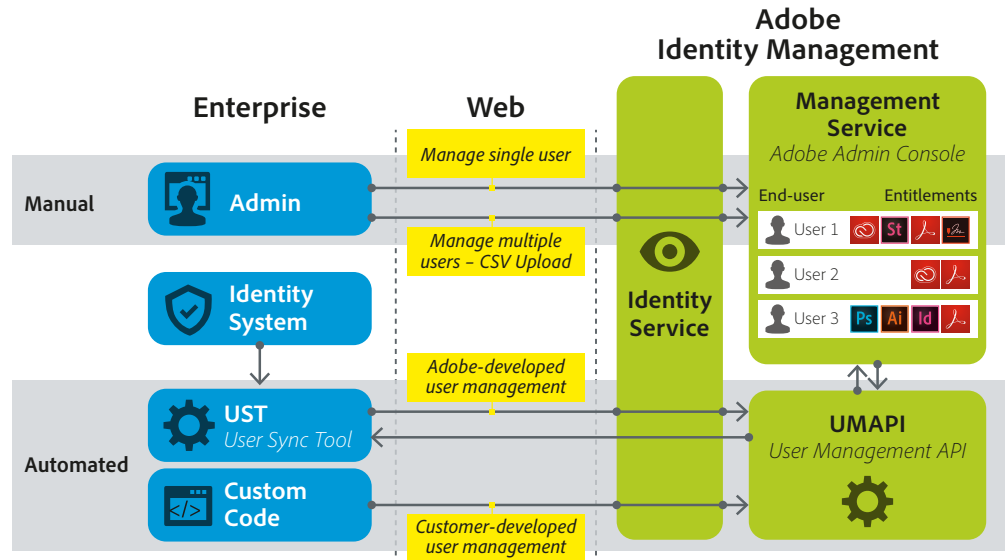 Adobe
Identity Management
Enterprise
Web
Management
Service
Adobe Admin Console
Manage single user
Manual
Admin
End-user
Entitlements
User 1
St
Manage multiple
users – CSV Upload
User 2
Identity
System
Identity
Service
User 3
Ps
Ai
Id
Adobe-developed
user management
UST
User Sync Tool
UMAPI
User Management API
Automated
Custom
Code
</>
Customer-developed
user management